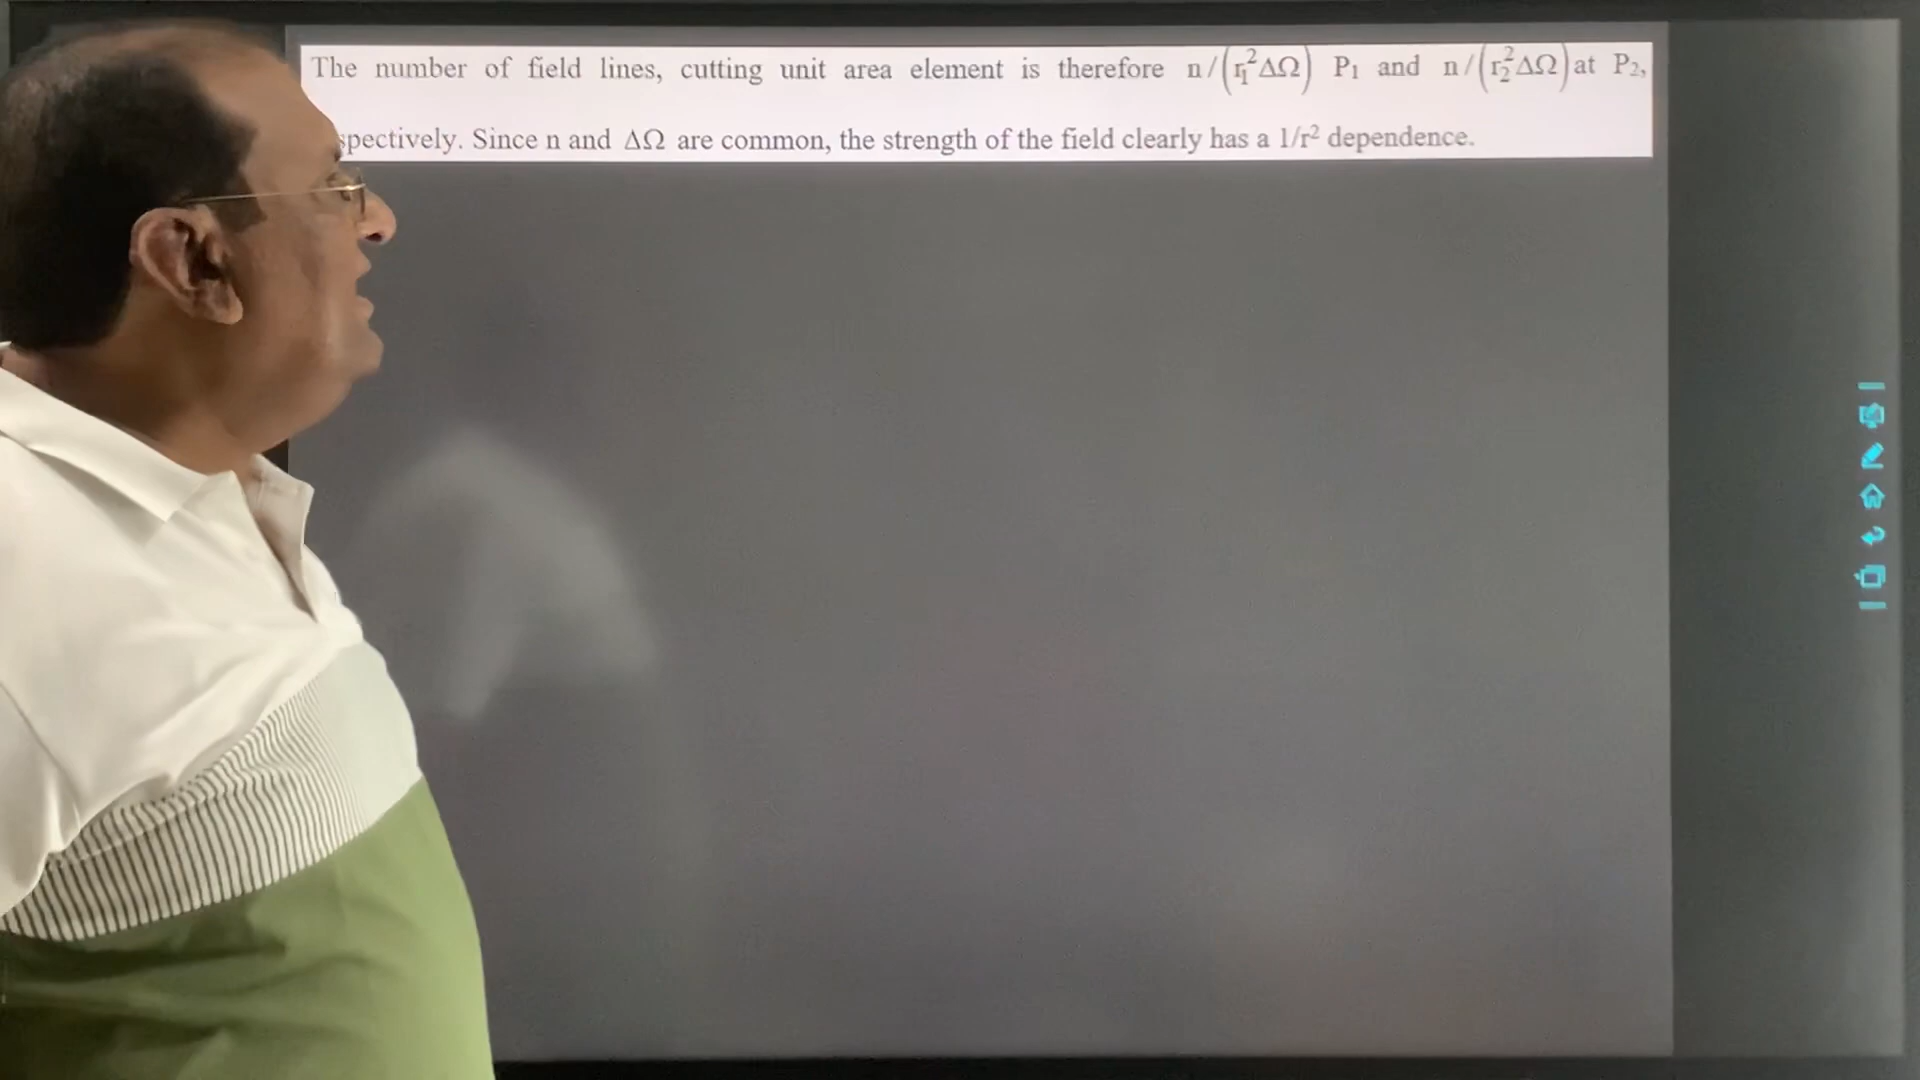 The number of field lines, cutting unit area element is therefore n/(r₁²ΔΩ) P₁ and n/(r₂²ΔΩ) at P₂,
spectively. Since n and ΔΩ are common, the strength of the field clearly has a 1/r² dependence.